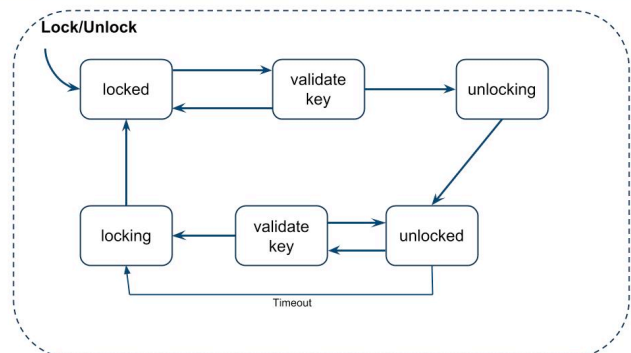 Lock/Unlock
locked
validate
key
unlocking
locking
validate
key
unlocked
Timeout